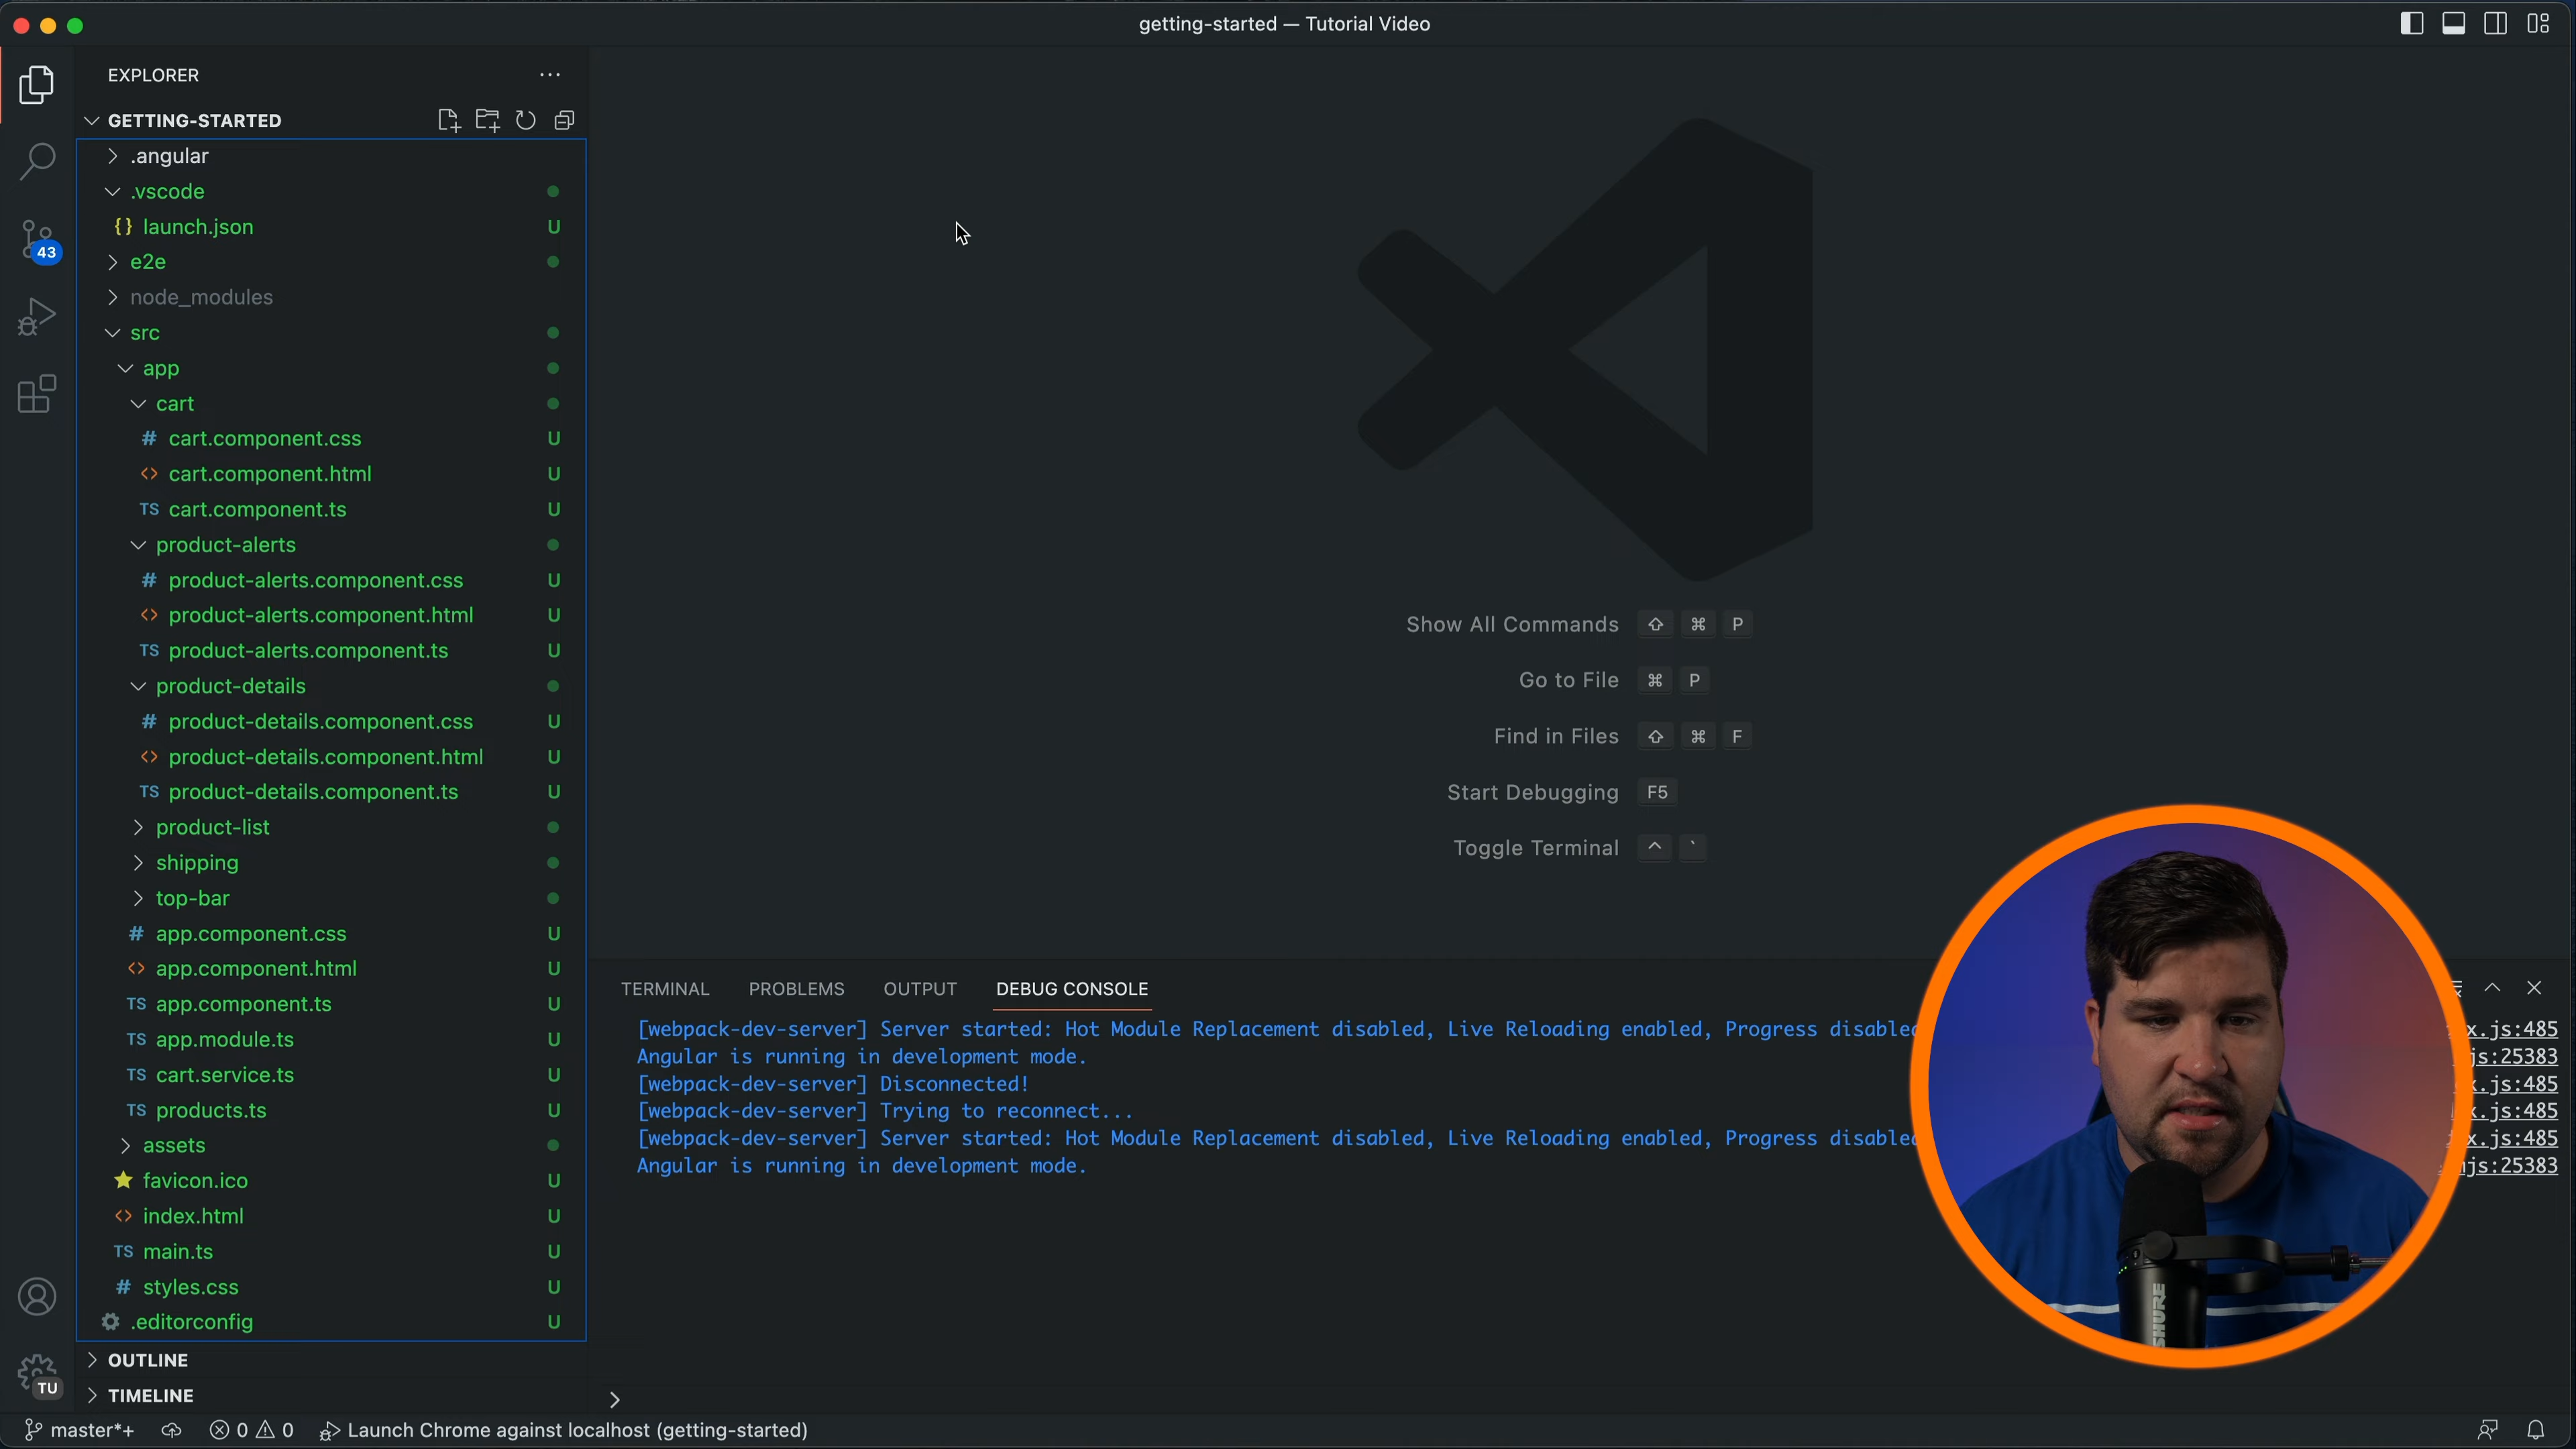 getting-started — Tutorial Video
EXPLORER
GETTING-STARTED
.angular
.vscode
{} launch.json U
e2e
node_modules
src
app
cart
# cart.component.css U
<> cart.component.html U
TS cart.component.ts U
product-alerts
# product-alerts.component.css U
<> product-alerts.component.html U
TS product-alerts.component.ts U
product-details
# product-details.component.css U
<> product-details.component.html U
TS product-details.component.ts U
product-list
shipping
top-bar
# app.component.css U
<> app.component.html U
TS app.component.ts U
TS app.module.ts U
TS cart.service.ts U
TS products.ts U
assets
favicon.ico U
<> index.html U
TS main.ts U
# styles.css U
.editorconfig U
OUTLINE
TIMELINE
43
TU
Show All Commands ⇧ ⌘ P
Go to File ⌘ P
Find in Files ⇧ ⌘ F
Start Debugging F5
Toggle Terminal ^ `
TERMINAL PROBLEMS OUTPUT DEBUG CONSOLE
[webpack-dev-server] Server started: Hot Module Replacement disabled, Live Reloading enabled, Progress disabled x.js:485
Angular is running in development mode. js:25383
[webpack-dev-server] Disconnected! x.js:485
[webpack-dev-server] Trying to reconnect... x.js:485
[webpack-dev-server] Server started: Hot Module Replacement disabled, Live Reloading enabled, Progress disabled x.js:485
Angular is running in development mode. js:25383
SHURE
master*+ 0 0 Launch Chrome against localhost (getting-started)